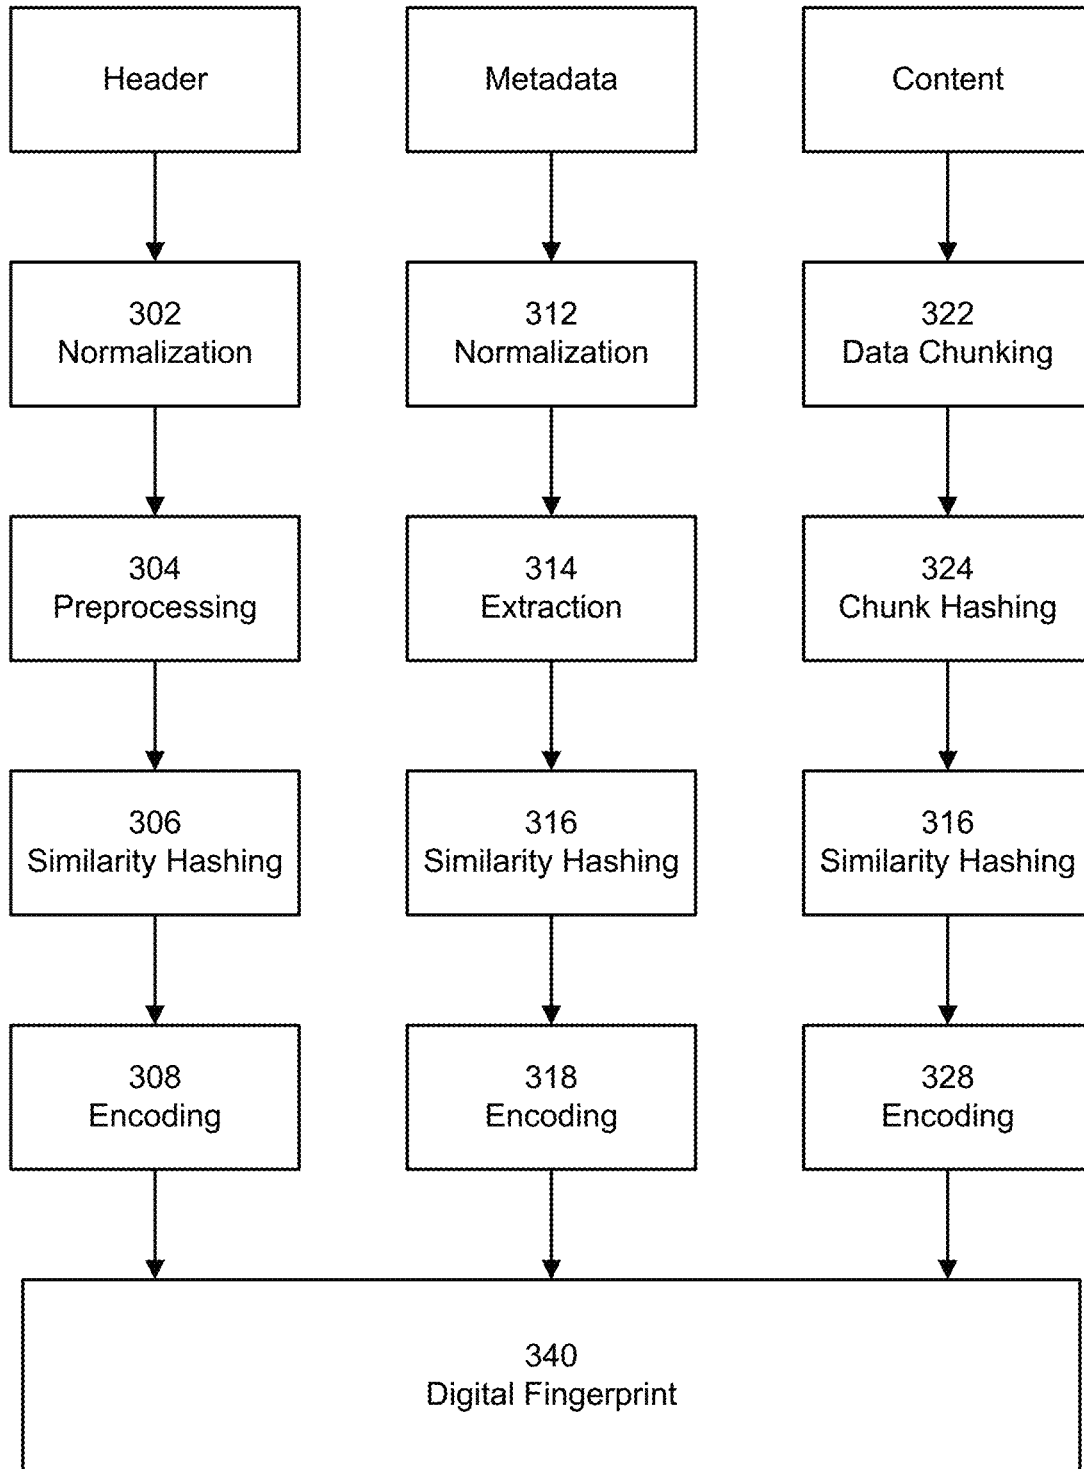 Header
Metadata
Content
302
Normalization
312
Normalization
322
Data Chunking
304
Preprocessing
314
Extraction
324
Chunk Hashing
306
Similarity Hashing
316
Similarity Hashing
316
Similarity Hashing
308
Encoding
318
Encoding
328
Encoding
340
Digital Fingerprint